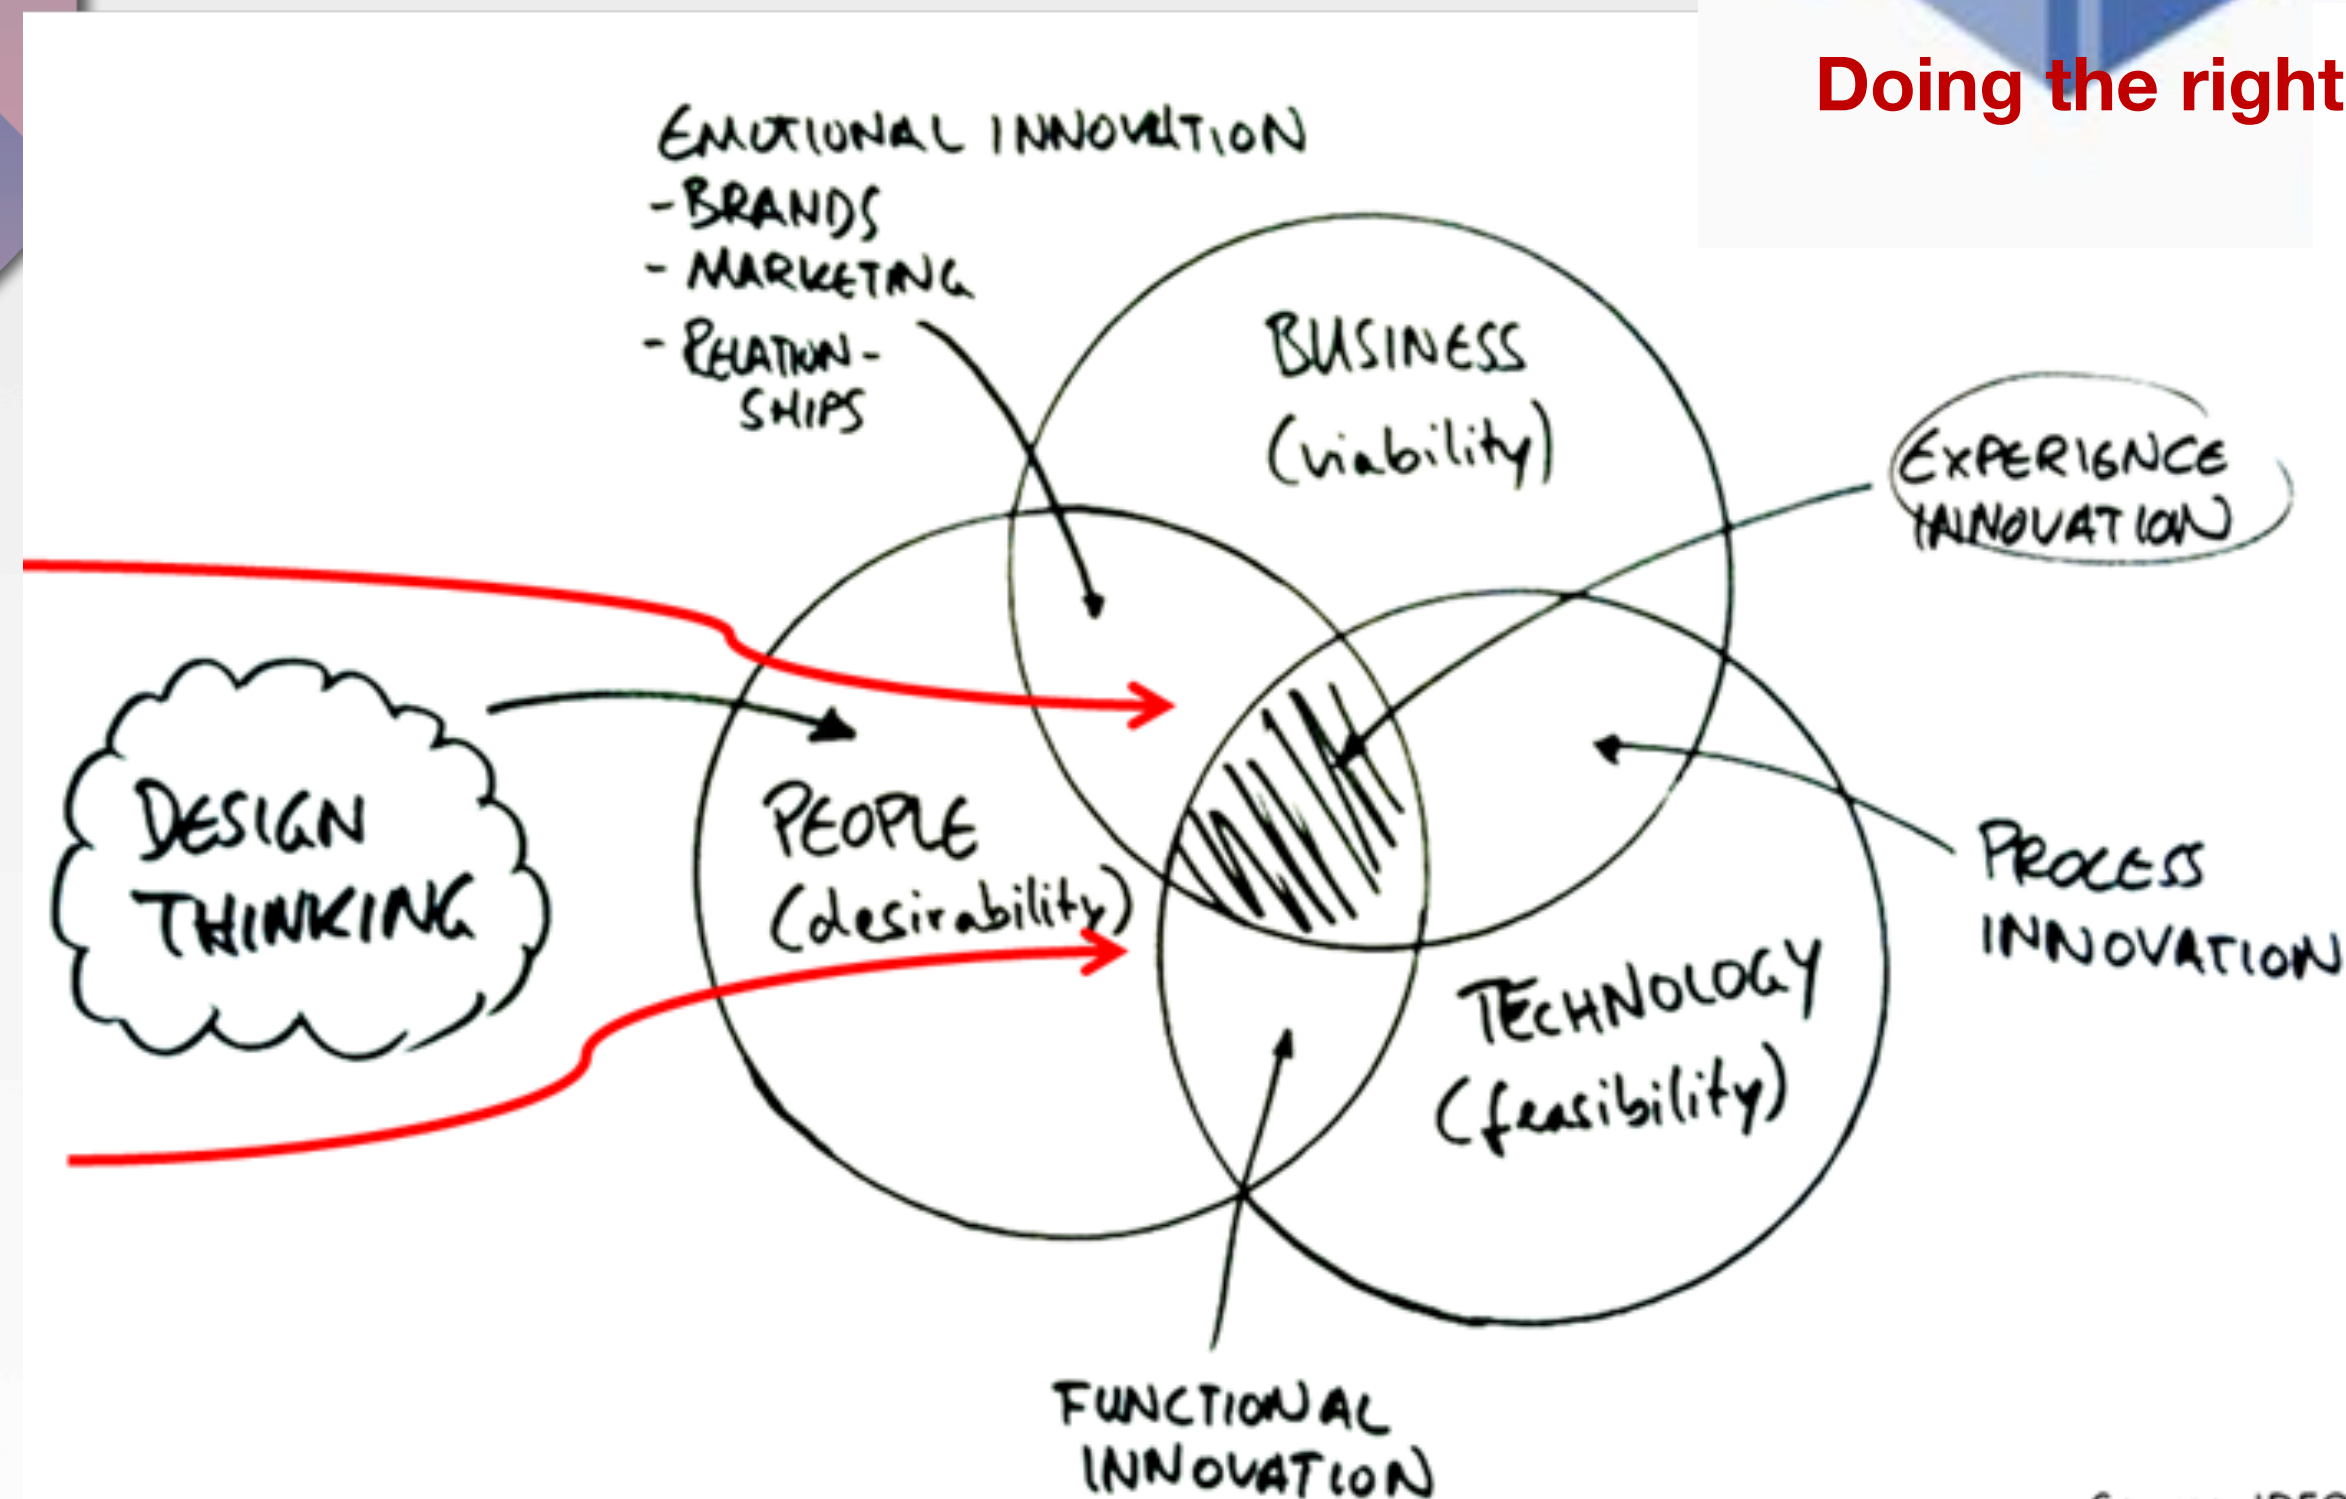 Doing the right
EMOTIONAL INNOVATION
- BRANDS
- MARKETING
- RELATION-
SHIPS
BUSINESS
(viability)
EXPERIENCE
INNOVATION
DESIGN
THINKING
PEOPLE
(desirability)
PROCESS
INNOVATION
TECHNOLOGY
(feasibility)
FUNCTIONAL
INNOVATION